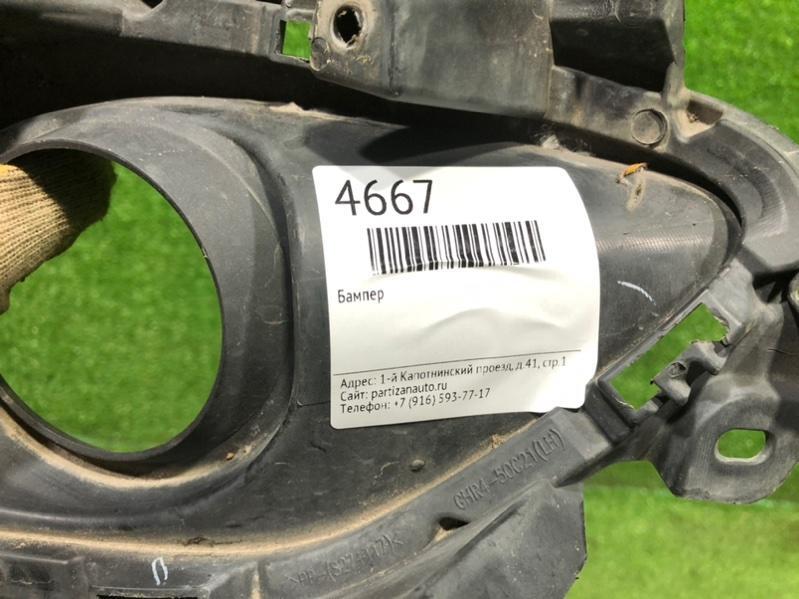 4667
Бампер
Адрес: 1-й Капотнинский проезд, д.41, стр.1
Сайт: partizanauto.ru
Телефон: +7 (916) 593-77-17
GHR4-50C21(LH)